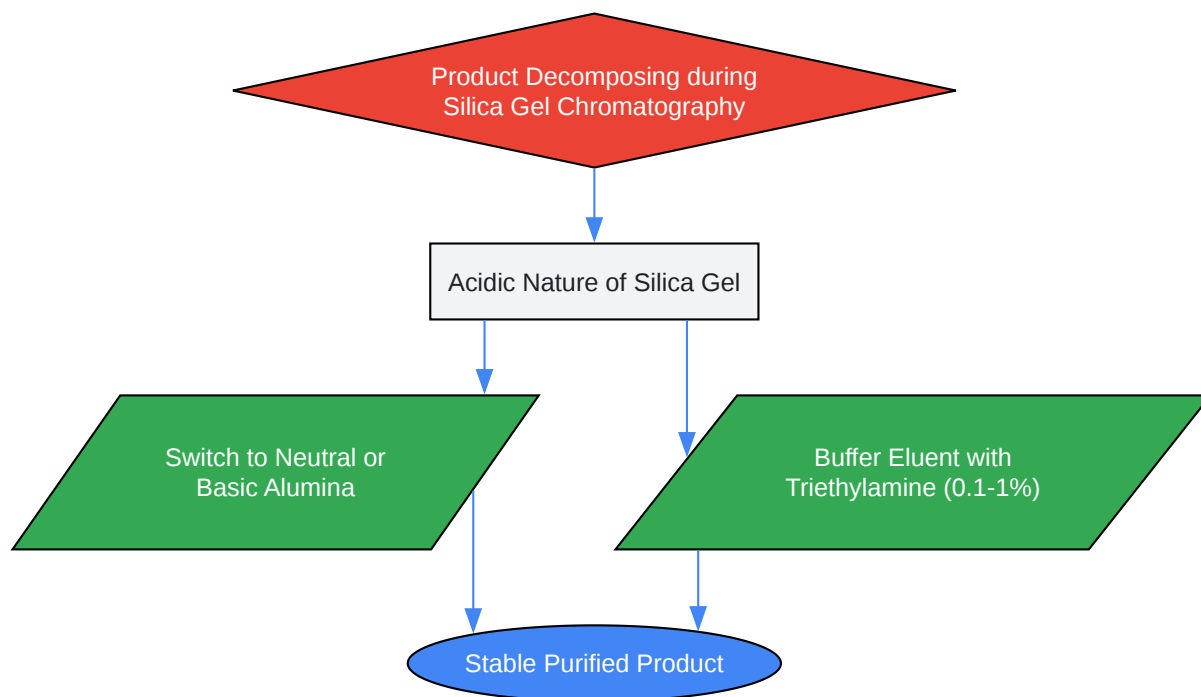 Product Decomposing during
Silica Gel Chromatography
Acidic Nature of Silica Gel
Switch to Neutral or
Basic Alumina
Buffer Eluent with
Triethylamine (0.1-1%)
Stable Purified Product